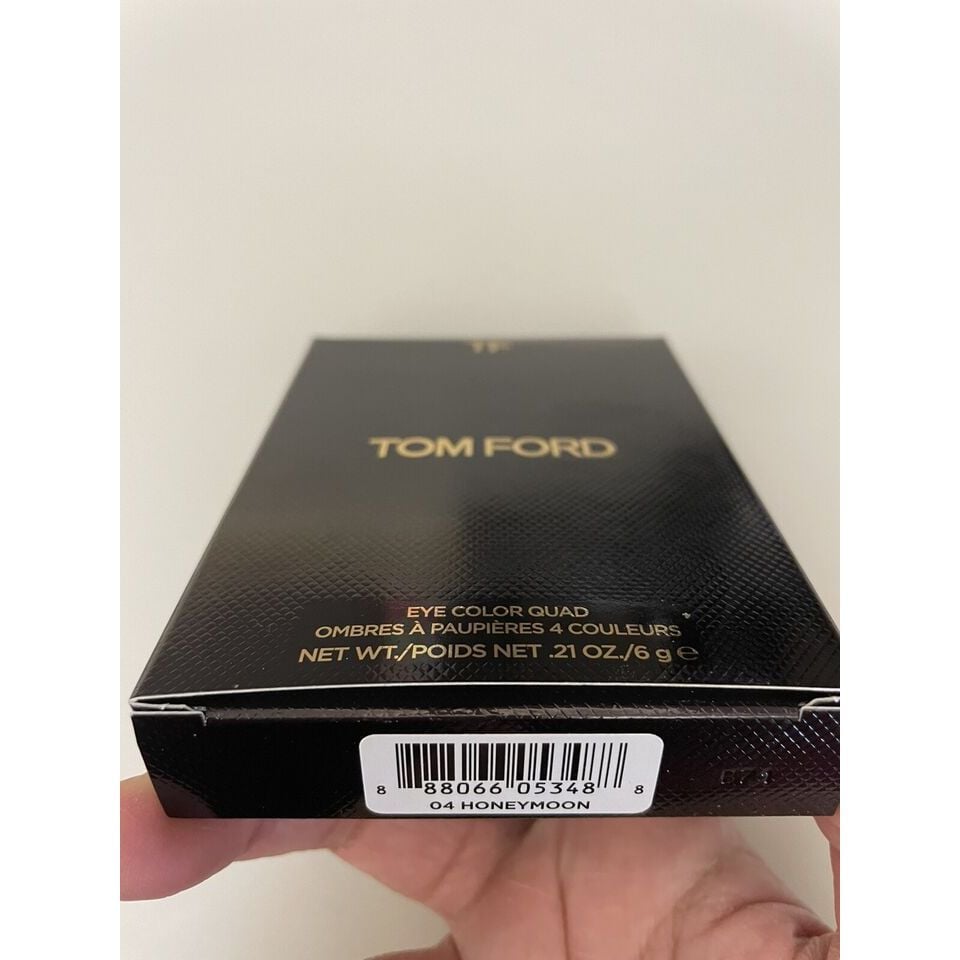 TF
TOM FORD
EYE COLOR QUAD
OMBRES À PAUPIÈRES 4 COULEURS
NET WT./POIDS NET .21 OZ./6 g ℮
8 88066 05348 8
04 HONEYMOON